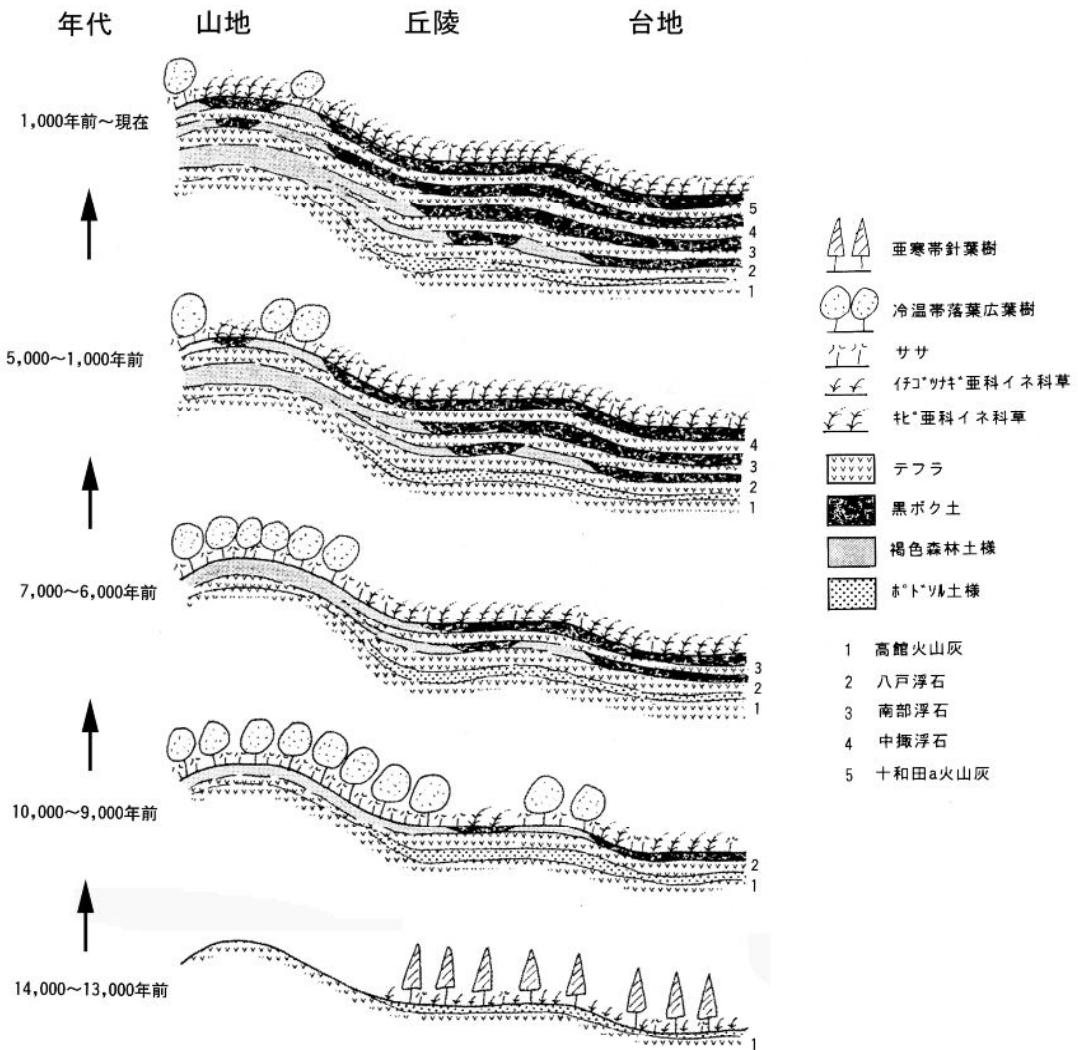 年代 山地 丘陵 台地
1,000年前～現在
5
4
3
2
1
5,000～1,000年前
4
3
2
1
7,000～6,000年前
3
2
1
10,000～9,000年前
2
1
14,000～13,000年前
1
亜寒帯針葉樹
冷温帯落葉広葉樹
ササ
ｲﾁｺﾞﾂﾅｷﾞ亜科イネ科草
ｷﾋﾞ亜科イネ科草
テフラ
黒ボク土
褐色森林土様
ﾎﾟﾄﾞｿﾞﾙ土様
1 高館火山灰
2 八戸浮石
3 南部浮石
4 中掫浮石
5 十和田a火山灰